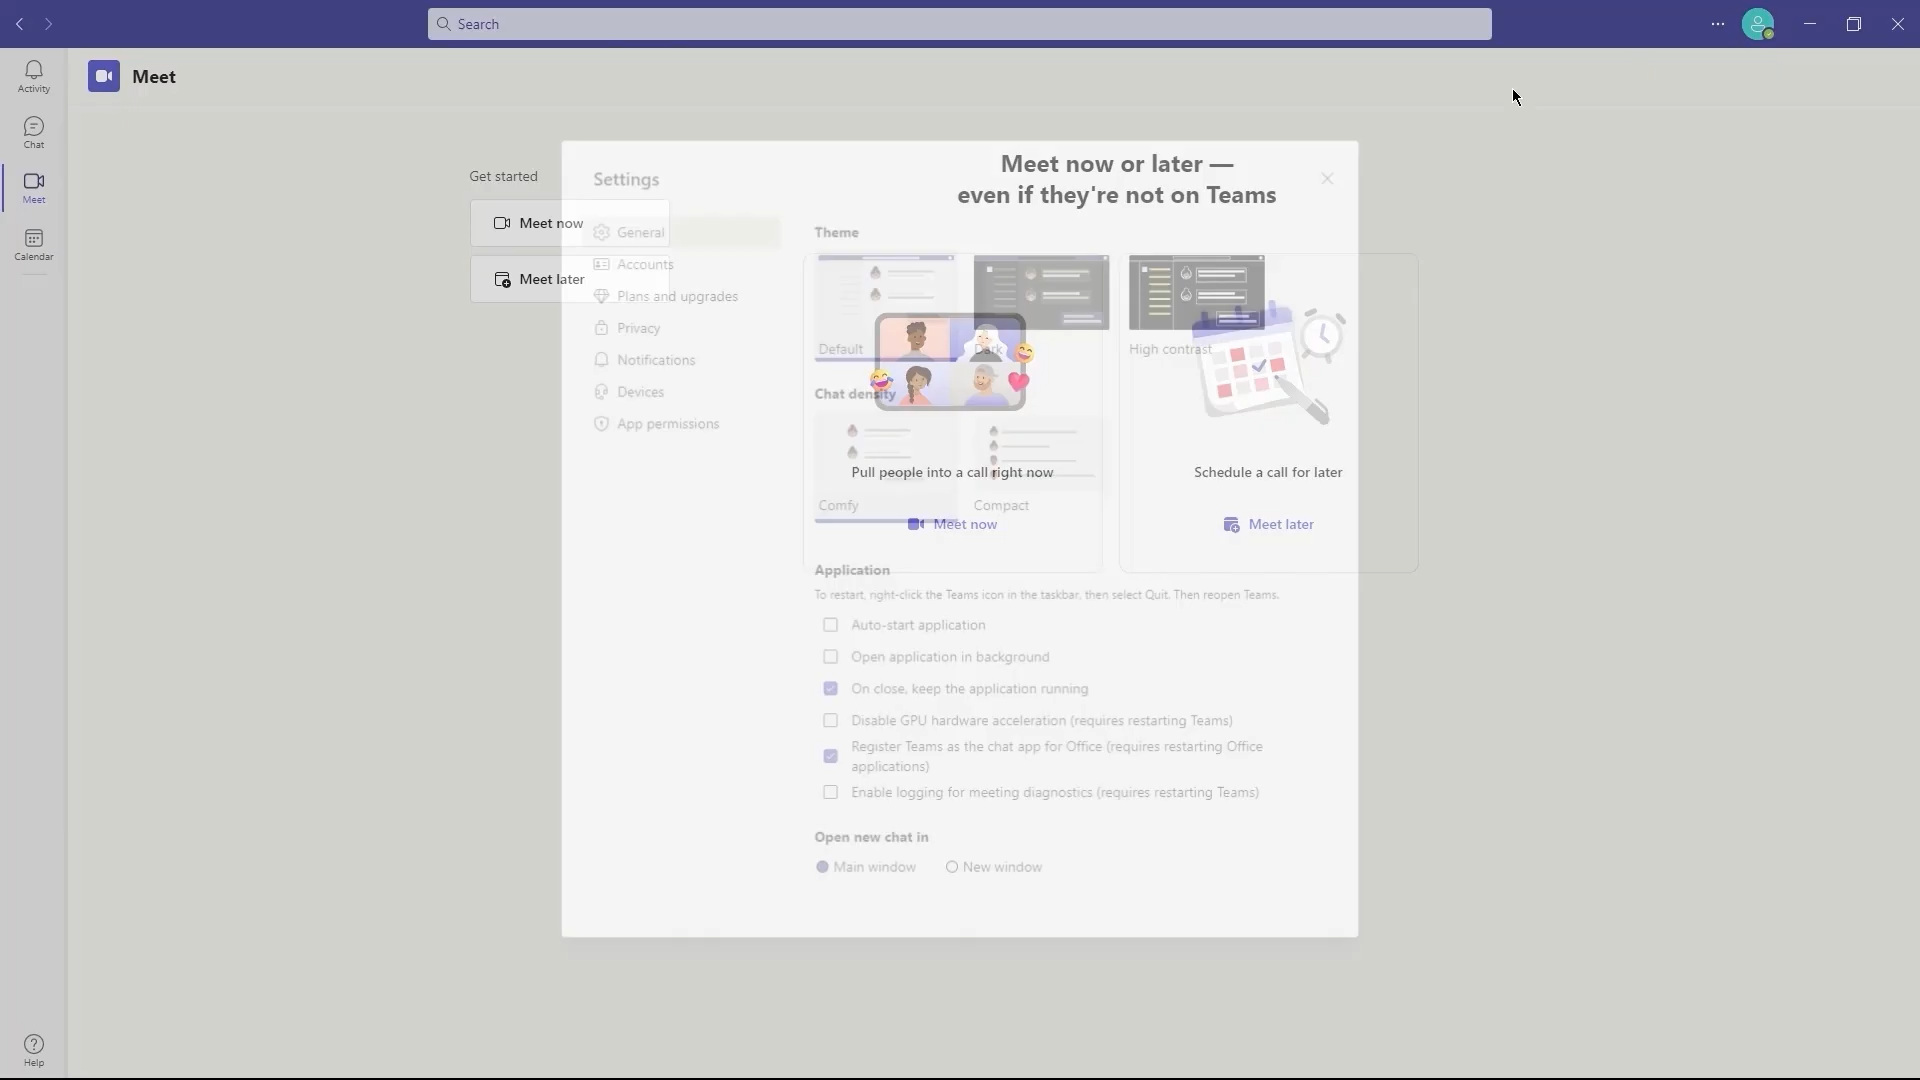 Search
Activity
Chat
Meet
Calendar
Help
Meet
Get started
Meet now
Meet later
Meet now or later —
even if they're not on Teams
Pull people into a call right now
Meet now
Schedule a call for later
Meet later
Settings
General
Accounts
Plans and upgrades
Privacy
Notifications
Devices
App permissions
Theme
Default
Dark
High contrast
Chat density
Comfy
Compact
Application
To restart, right-click the Teams icon in the taskbar, then select Quit. Then reopen Teams.
Auto-start application
Open application in background
On close, keep the application running
Disable GPU hardware acceleration (requires restarting Teams)
Register Teams as the chat app for Office (requires restarting Office
applications)
Enable logging for meeting diagnostics (requires restarting Teams)
Open new chat in
Main window
New window